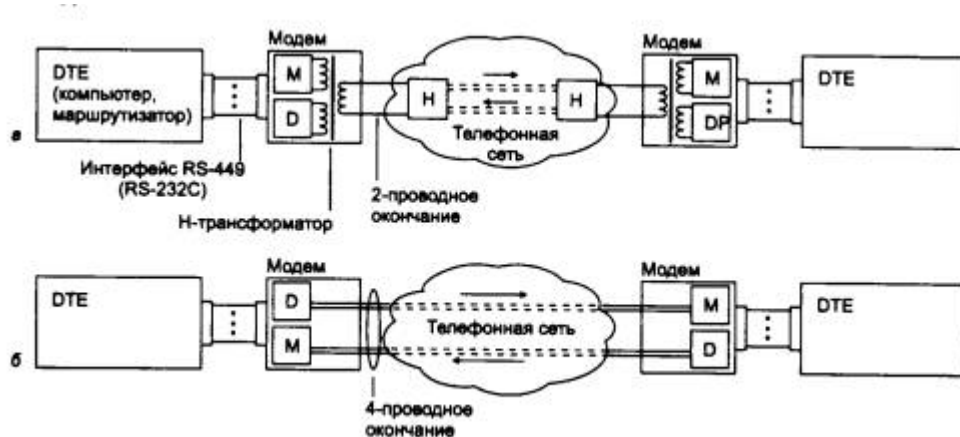 Модем
Модем
DTE
(компьютер,
маршрутизатор)
M
D
H
H
M
DP
DTE
Телефонная
сеть
а
Интерфейс RS-449
(RS-232C)
2-проводное
окончание
Н-трансформатор
Модем
Модем
DTE
D
M
Телефонная сеть
M
D
DTE
б
4-проводное
окончание